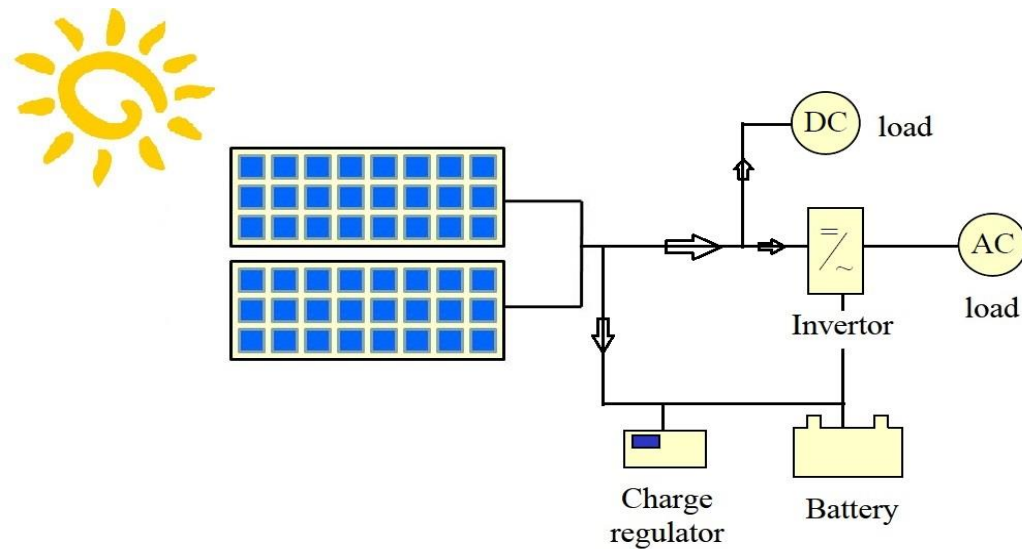 DC
load
AC
load
=
~
Invertor
Charge
regulator
Battery